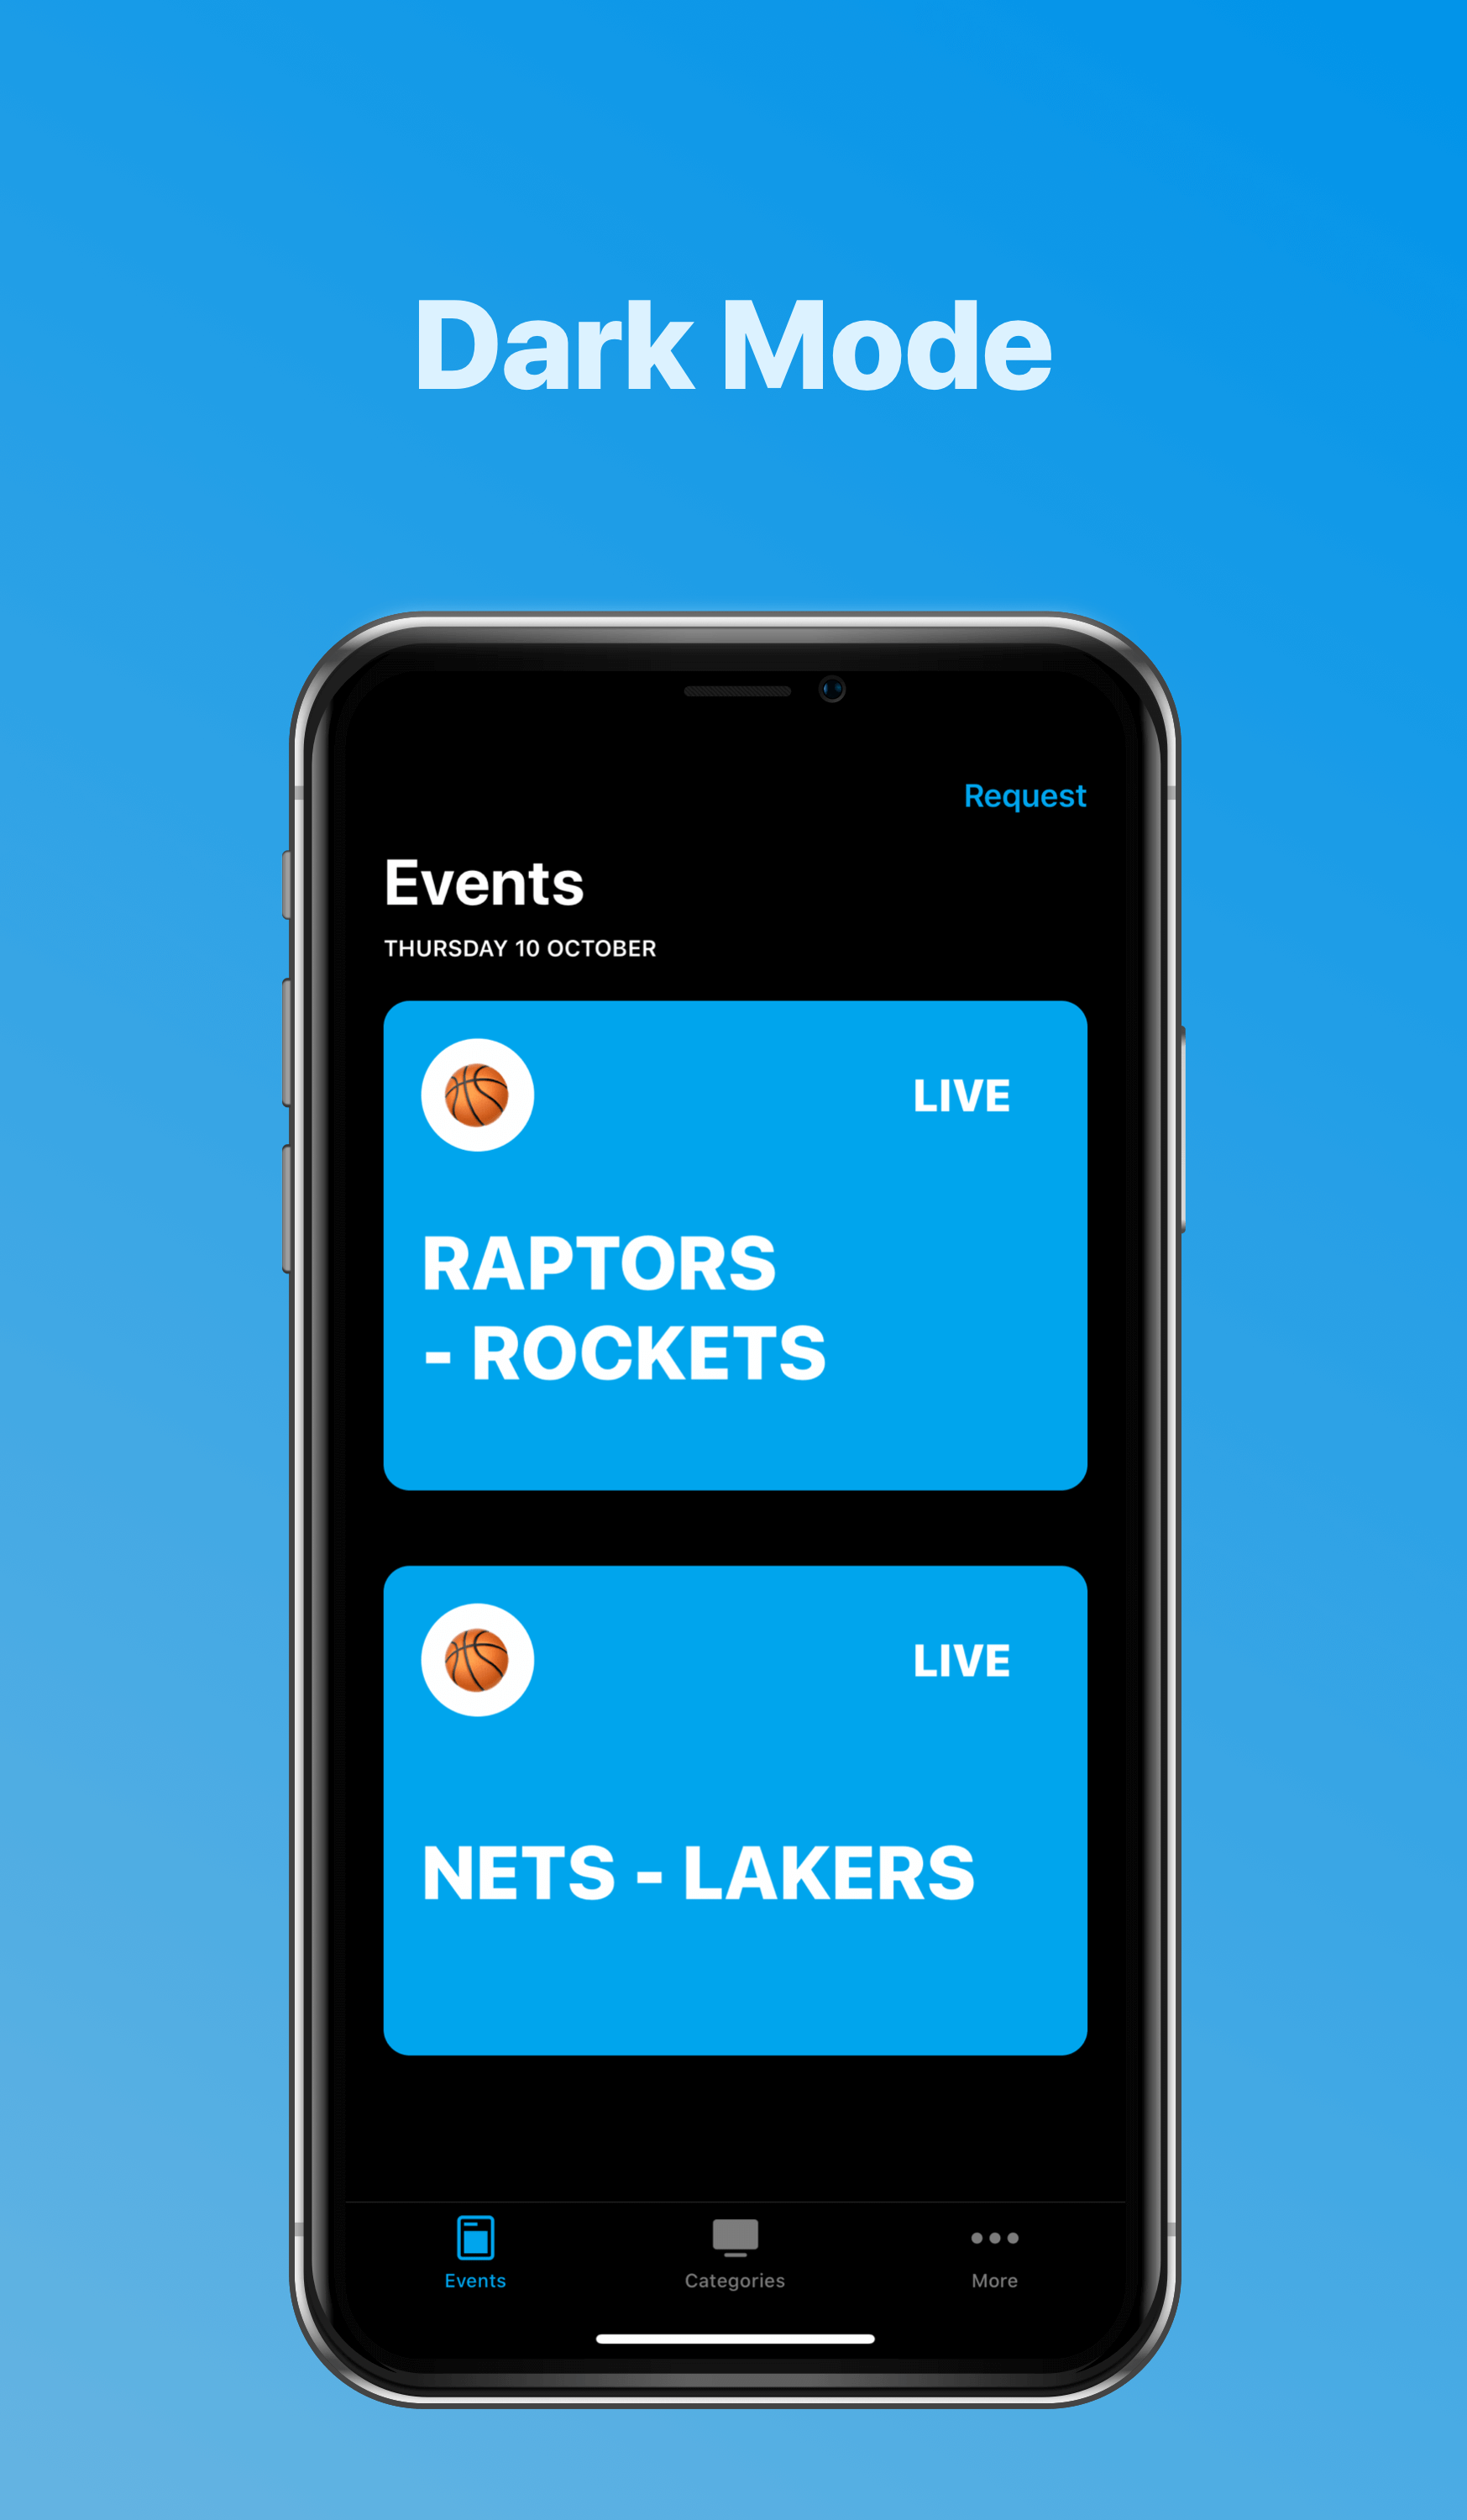 Dark Mode
Request
Events
THURSDAY 10 OCTOBER
LIVE
RAPTORS
- ROCKETS
LIVE
NETS - LAKERS
Events
Categories
More